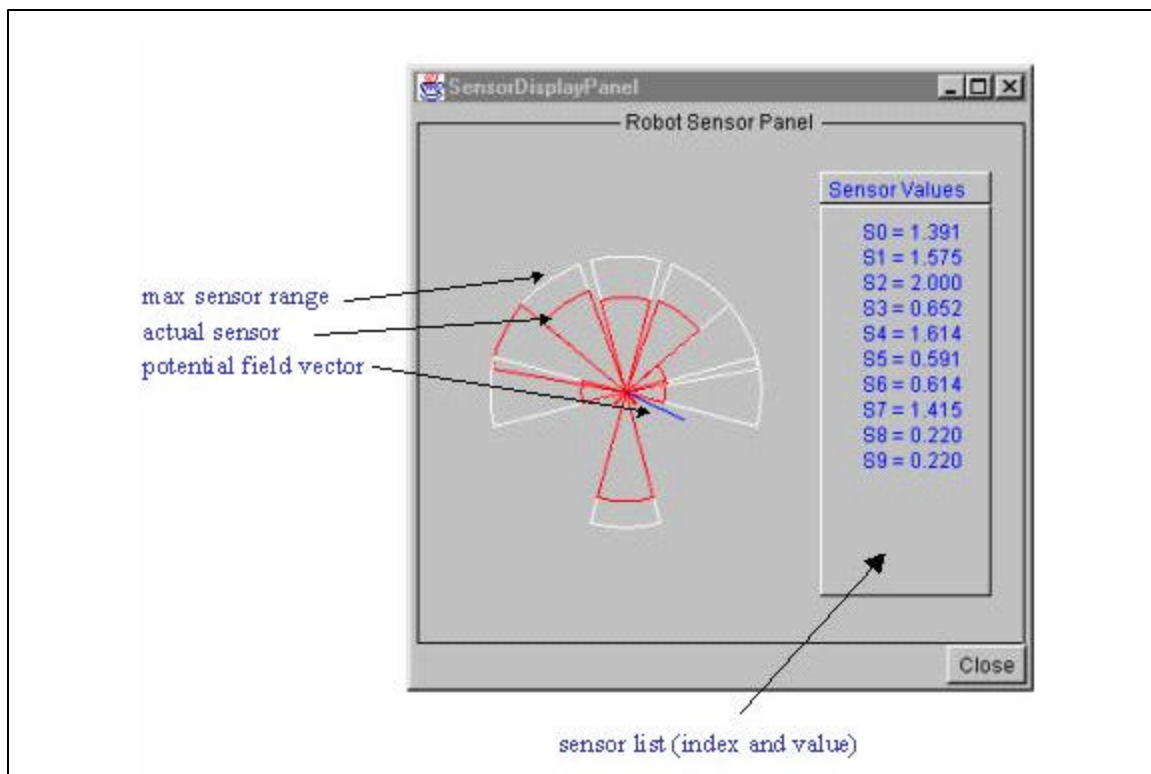 SensorDisplayPanel
Robot Sensor Panel
Sensor Values
S0 = 1.391
S1 = 1.575
S2 = 2.000
S3 = 0.652
S4 = 1.614
S5 = 0.591
S6 = 0.614
S7 = 1.415
S8 = 0.220
S9 = 0.220
max sensor range
actual sensor
potential field vector
Close
sensor list (index and value)